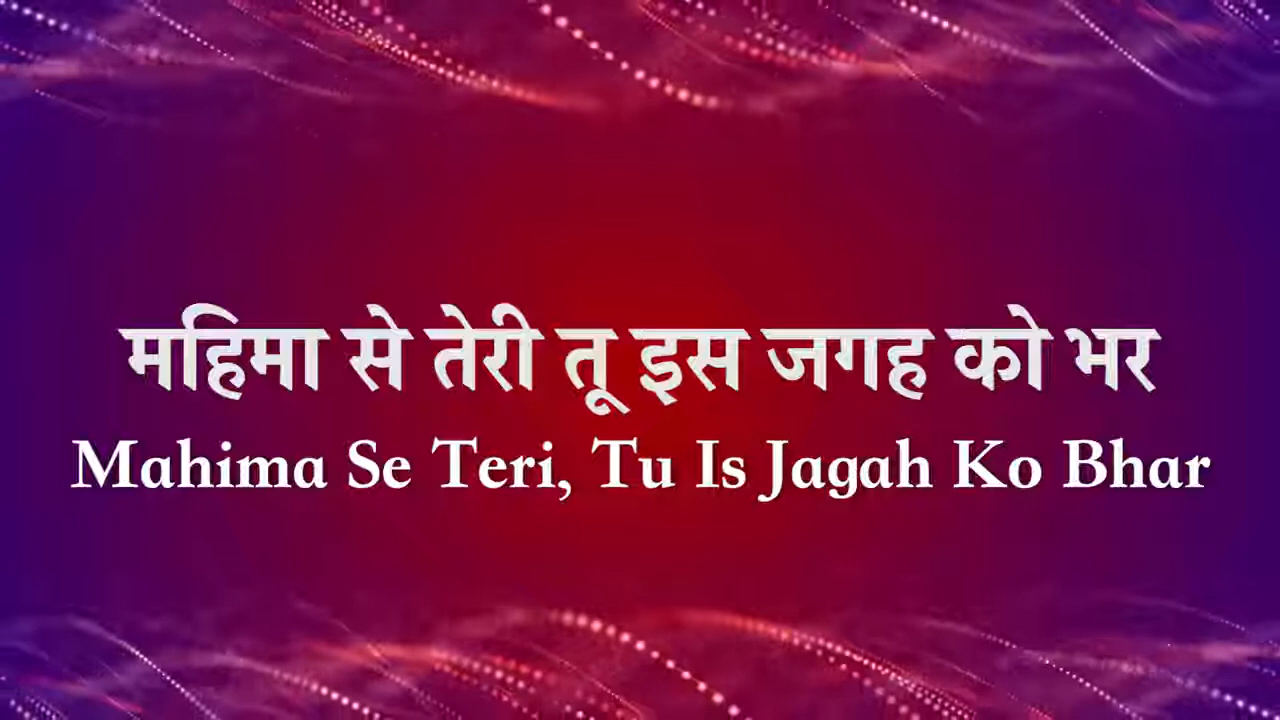 महिमा से तेरी तू इस जगह को भर
Mahima Se Teri, Tu Is Jagah Ko Bhar